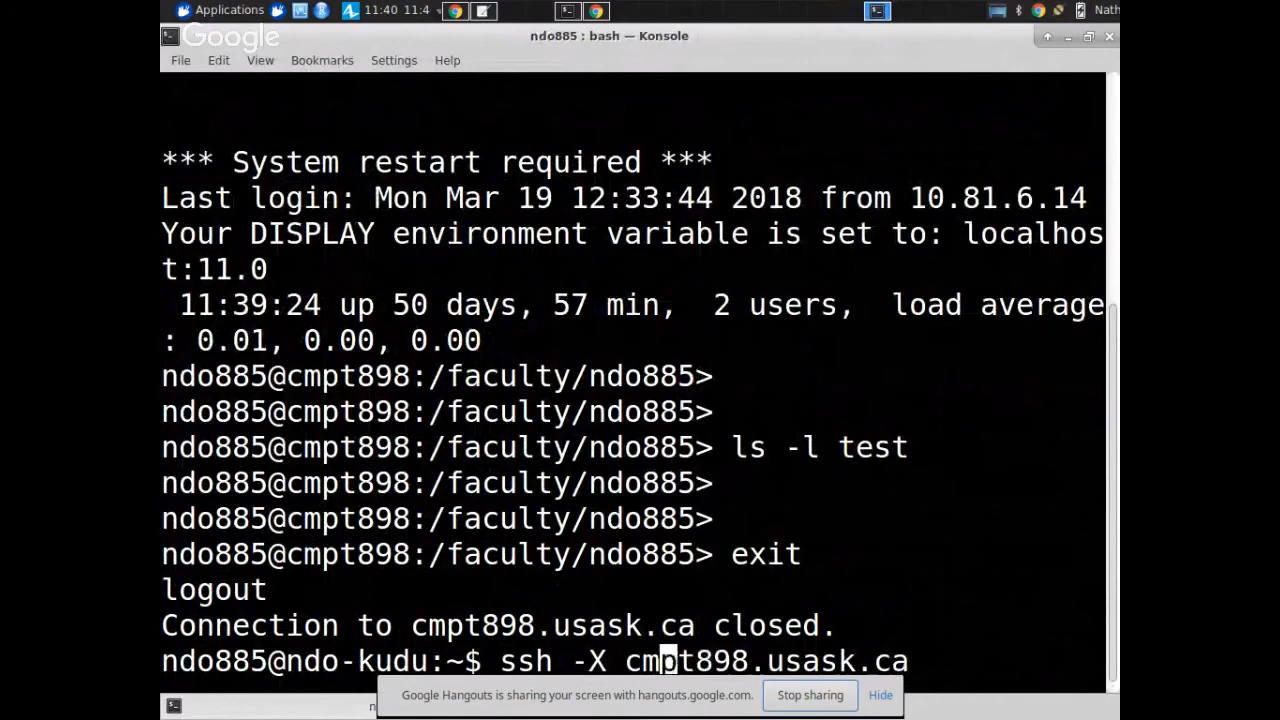 Applications 11:40 11:4 Nath
Google
ndo885 : bash — Konsole
File Edit View Bookmarks Settings Help
*** System restart required ***
Last login: Mon Mar 19 12:33:44 2018 from 10.81.6.14
Your DISPLAY environment variable is set to: localhos
t:11.0
11:39:24 up 50 days, 57 min, 2 users, load average
: 0.01, 0.00, 0.00
ndo885@cmpt898:/faculty/ndo885>
ndo885@cmpt898:/faculty/ndo885>
ndo885@cmpt898:/faculty/ndo885> ls -l test
ndo885@cmpt898:/faculty/ndo885>
ndo885@cmpt898:/faculty/ndo885>
ndo885@cmpt898:/faculty/ndo885> exit
logout
Connection to cmpt898.usask.ca closed.
ndo885@ndo-kudu:~$ ssh -X cmpt898.usask.ca
Google Hangouts is sharing your screen with hangouts.google.com. Stop sharing Hide
n